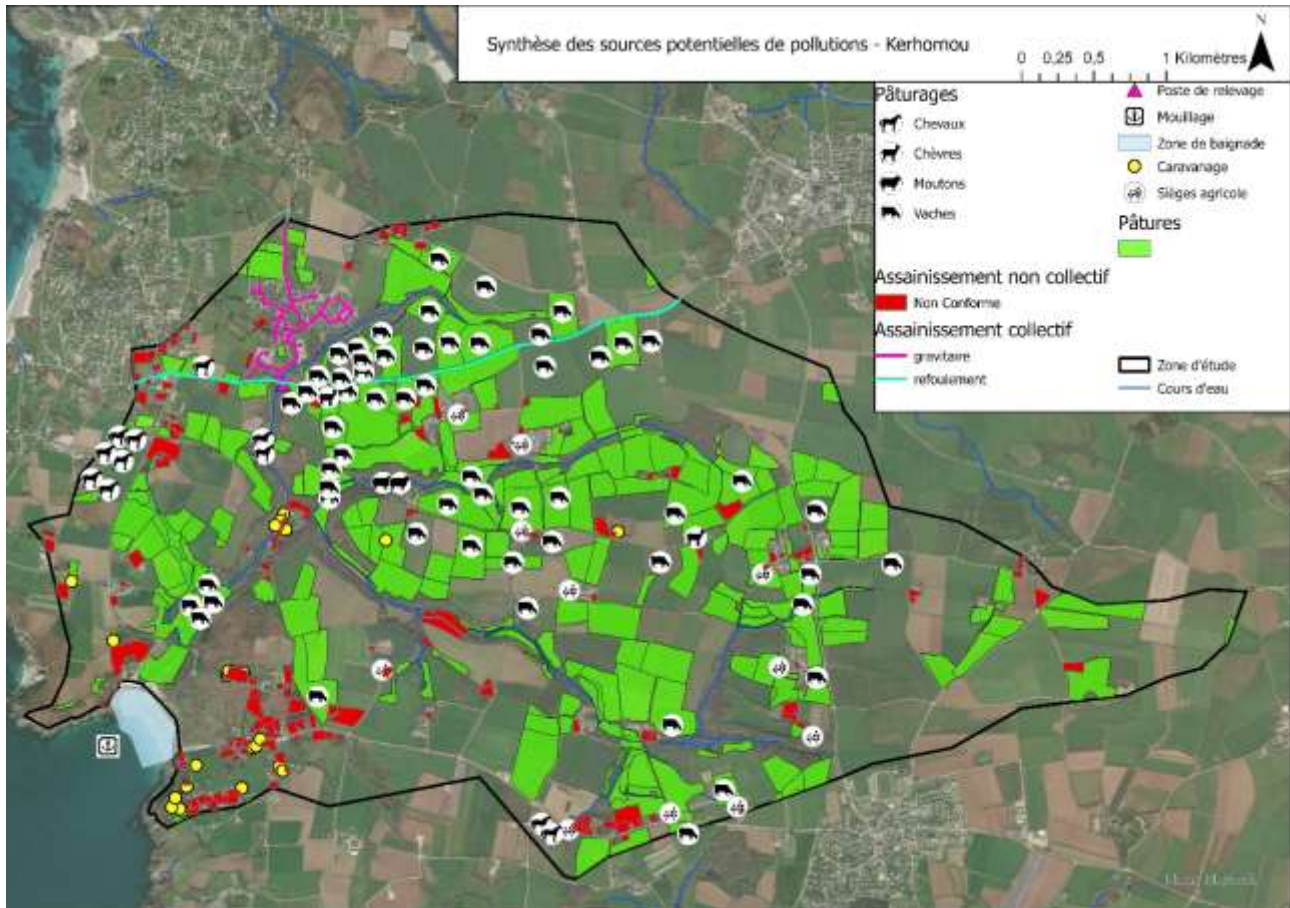 Synthèse des sources potentielles de pollutions - Kerhornou
N
0 0,25 0,5 1 Kilomètres
Pâturages
Chevaux
Chèvres
Moutons
Vaches
Assainissement non collectif
Non Conforme
Assainissement collectif
gravitaire
refoulement
Poste de relevage
Mouillage
Zone de baignade
Caravanage
Sièges agricole
Pâtures
Zone d'étude
Cours d'eau